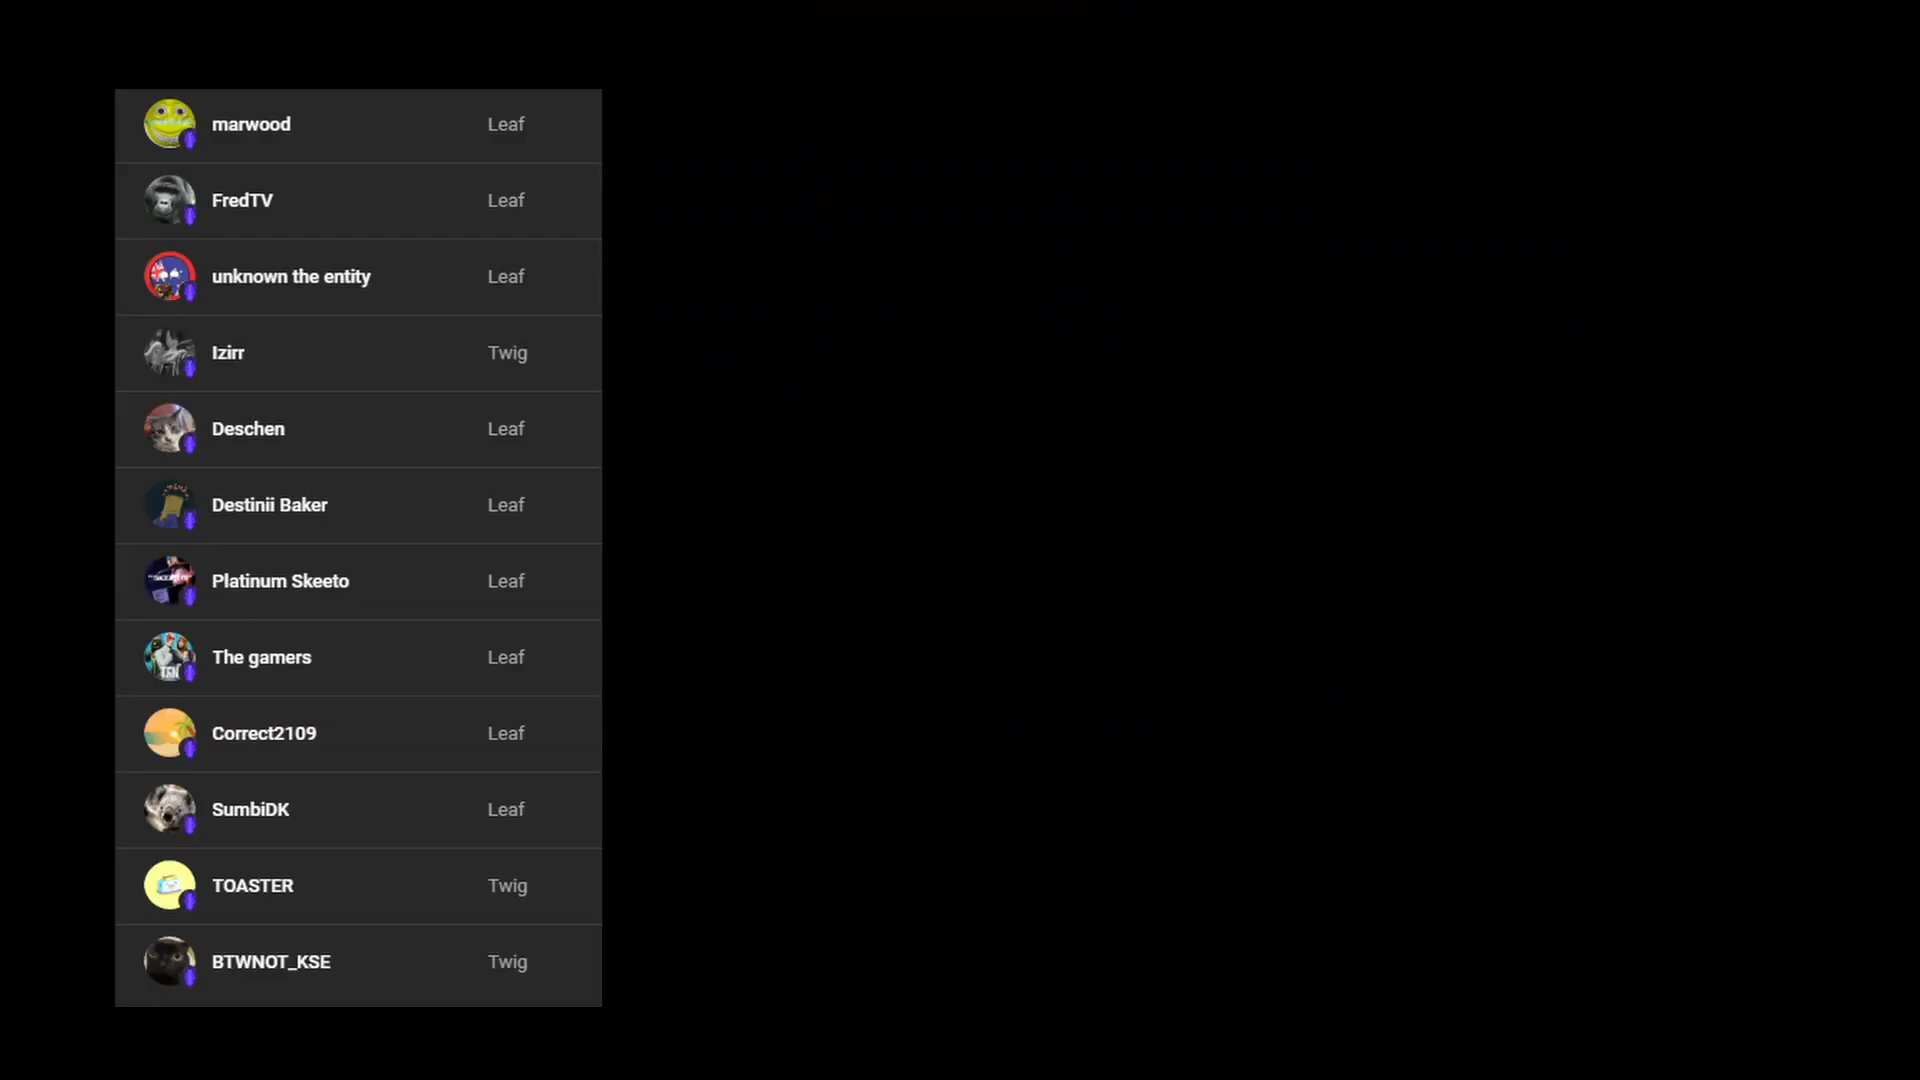 marwood Leaf
FredTV Leaf
unknown the entity Leaf
Izirr Twig
Deschen Leaf
Destinii Baker Leaf
Platinum Skeeto Leaf
The gamers Leaf
Correct2109 Leaf
SumbiDK Leaf
TOASTER Twig
BTWNOT_KSE Twig